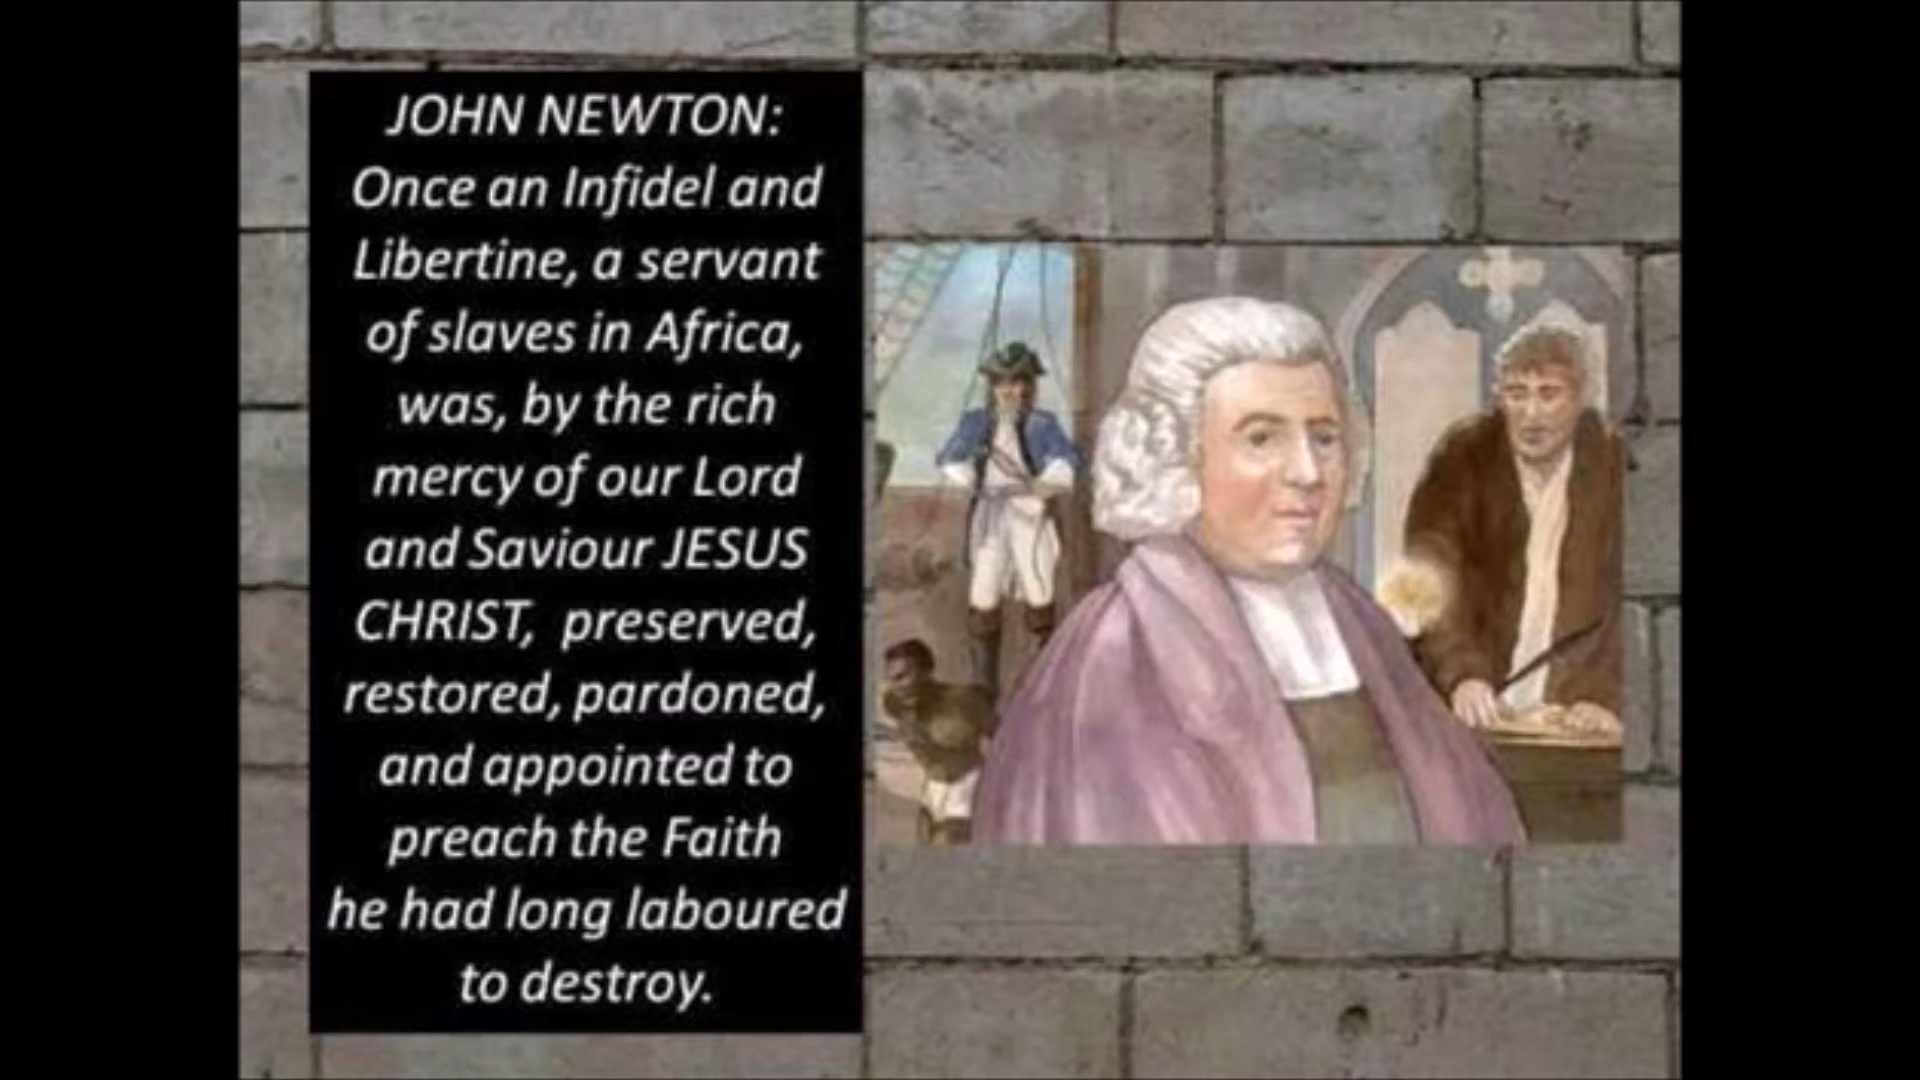 JOHN NEWTON:
Once an Infidel and
Libertine, a servant
of slaves in Africa,
was, by the rich
mercy of our Lord
and Saviour JESUS
CHRIST, preserved,
restored, pardoned,
and appointed to
preach the Faith
he had long laboured
to destroy.